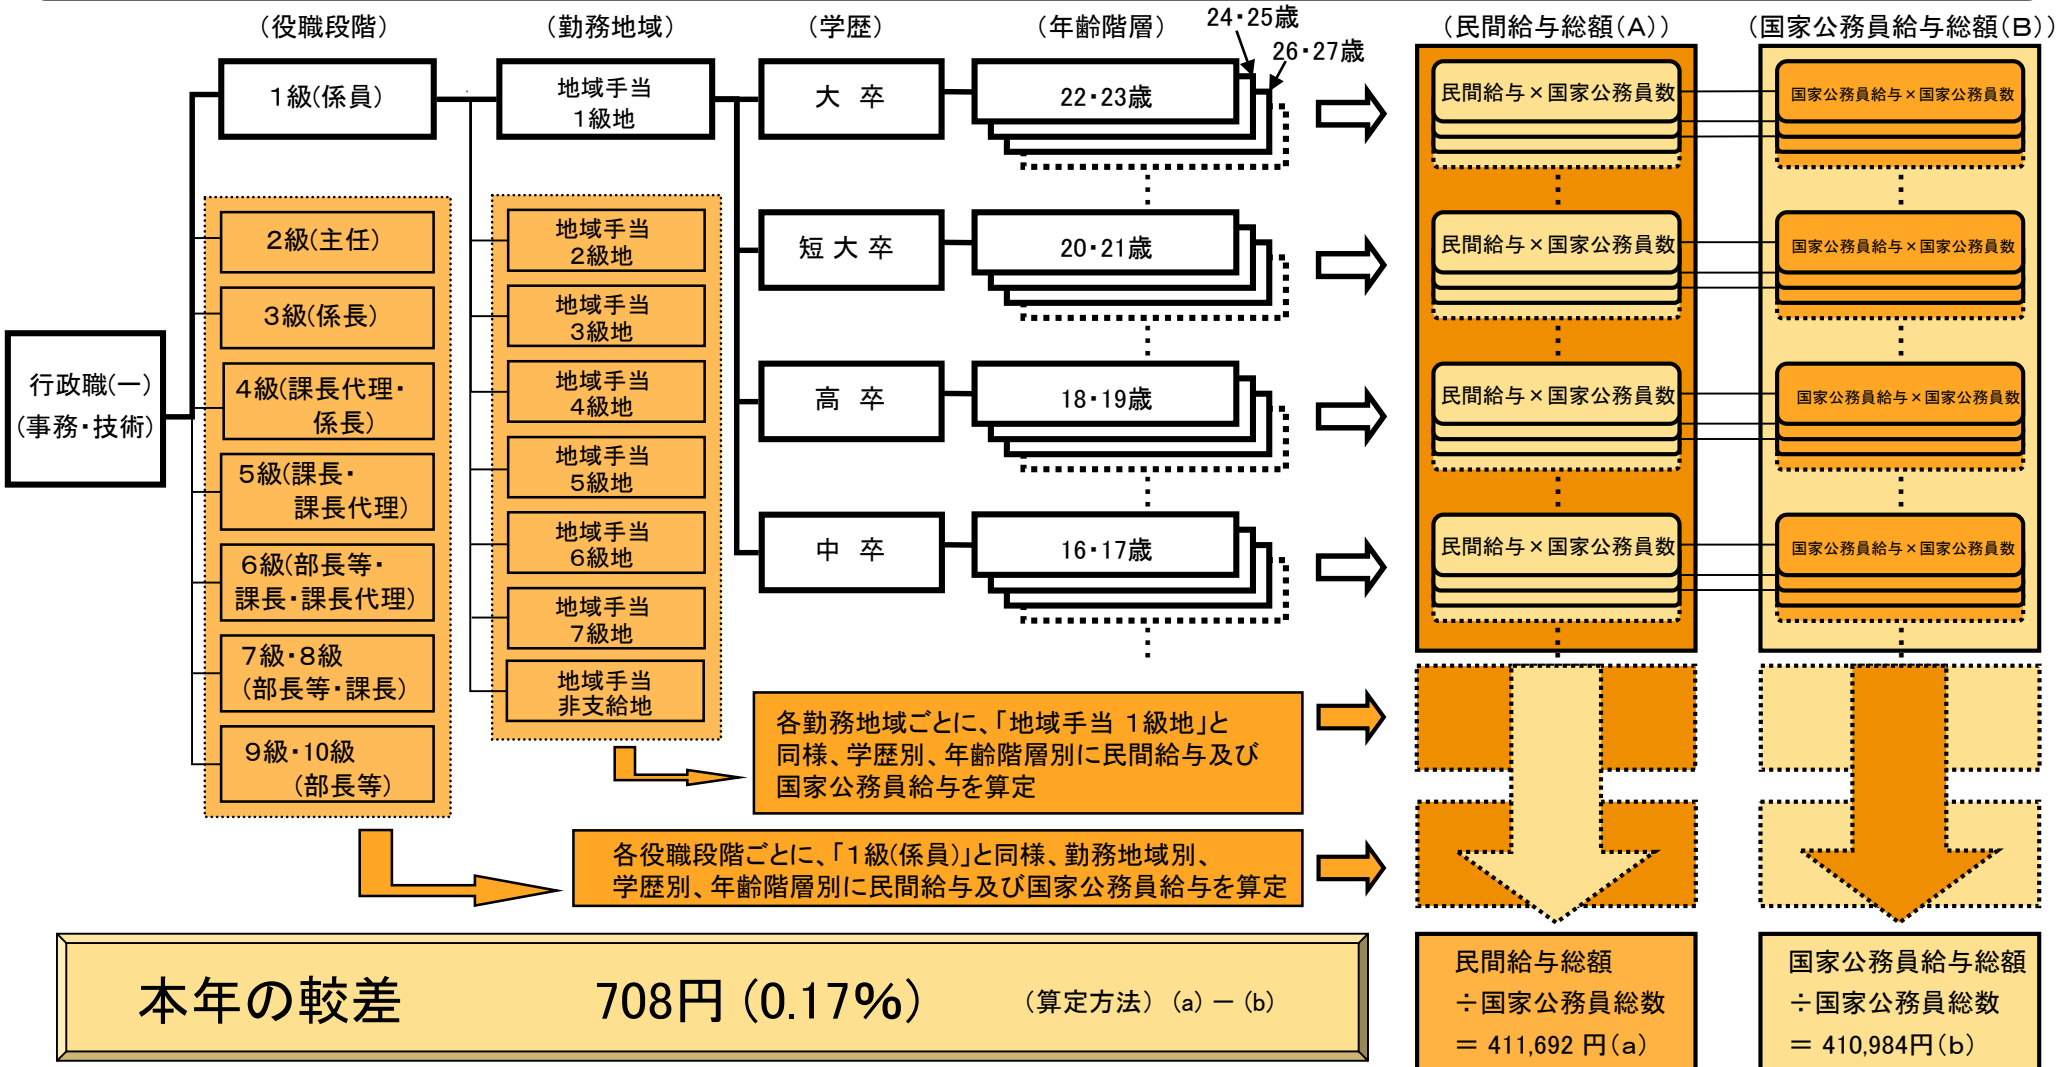 （役職段階）
（勤務地域）
（学歴）
（年齢階層）
24・25歳
26・27歳
（民間給与総額（A））
（国家公務員給与総額（B））
行政職(一)
(事務・技術)
1級(係員)
2級(主任)
3級(係長)
4級(課長代理・
係長)
5級(課長・
課長代理)
6級(部長等・
課長・課長代理)
7級・8級
(部長等・課長)
9級・10級
(部長等)
地域手当
1級地
地域手当
2級地
地域手当
3級地
地域手当
4級地
地域手当
5級地
地域手当
6級地
地域手当
7級地
地域手当
非支給地
大 卒
22・23歳
民間給与×国家公務員数
国家公務員給与×国家公務員数
短 大 卒
20・21歳
民間給与×国家公務員数
国家公務員給与×国家公務員数
高 卒
18・19歳
民間給与×国家公務員数
国家公務員給与×国家公務員数
中 卒
16・17歳
民間給与×国家公務員数
国家公務員給与×国家公務員数
各勤務地域ごとに、「地域手当 1級地」と
同様、学歴別、年齢階層別に民間給与及び
国家公務員給与を算定
各役職段階ごとに、「1級(係員)」と同様、勤務地域別、
学歴別、年齢階層別に民間給与及び国家公務員給与を算定
本年の較差 708円 (0.17％) （算定方法） (a) － (b)
民間給与総額
÷国家公務員総数
＝ 411,692 円（a）
国家公務員給与総額
÷国家公務員総数
＝ 410,984円（b）